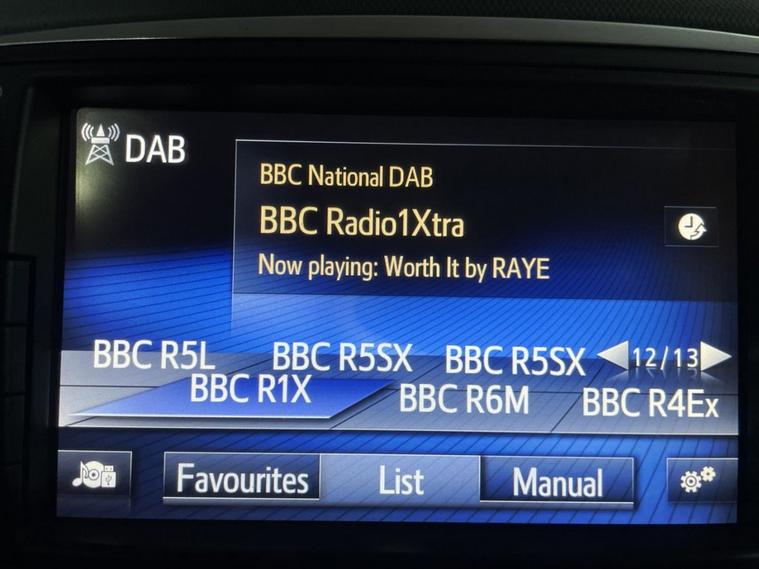 DAB
BBC National DAB
BBC Radio1Xtra
Now playing: Worth It by RAYE
BBC R5L BBC R5SX BBC R5SX 12/13
BBC R1X BBC R6M BBC R4Ex
Favourites List Manual